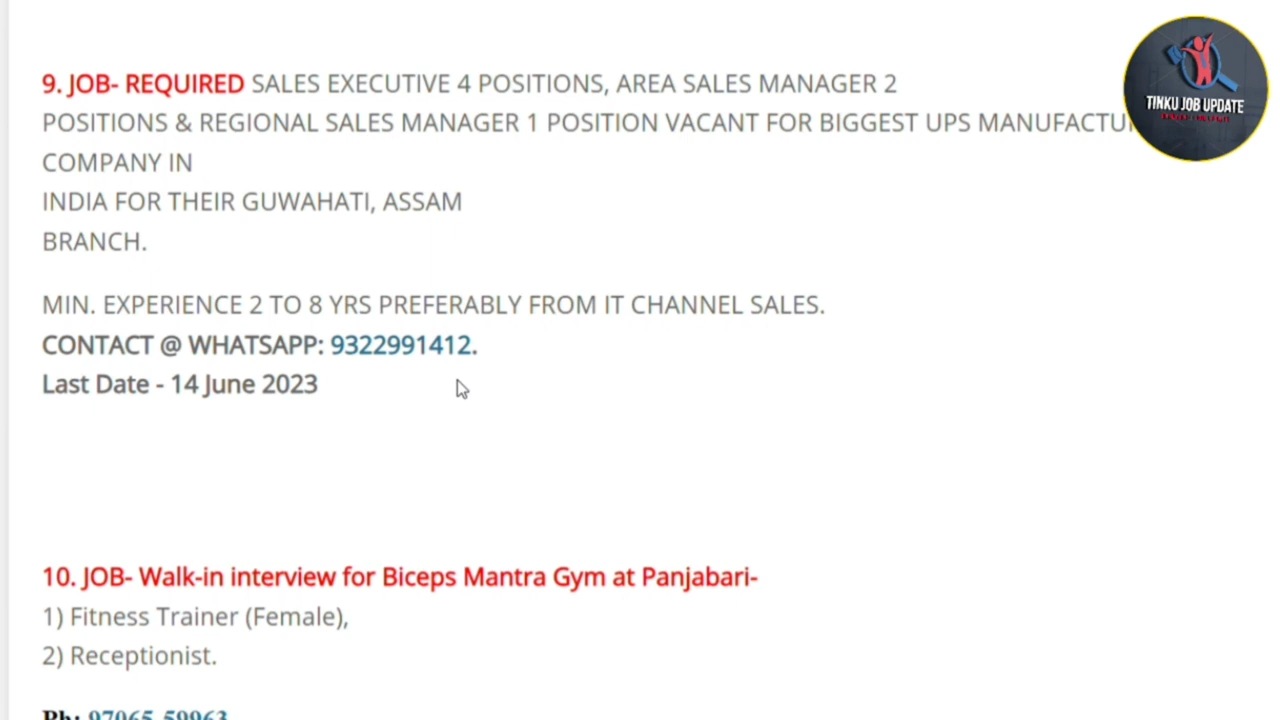 9. JOB- REQUIRED SALES EXECUTIVE 4 POSITIONS, AREA SALES MANAGER 2
POSITIONS & REGIONAL SALES MANAGER 1 POSITION VACANT FOR BIGGEST UPS
COMPANY IN
INDIA FOR THEIR GUWAHATI, ASSAM
BRANCH.
MIN. EXPERIENCE 2 TO 8 YRS PREFERABLY FROM IT CHANNEL SALES.
CONTACT @ WHATSAPP: 9322991412.
Last Date - 14 June 2023
10. JOB- Walk-in interview for Biceps Mantra Gym at Panjabari-
1) Fitness Trainer (Female),
2) Receptionist.
Ph: 97065-59963
TINKU JOB UPDATE